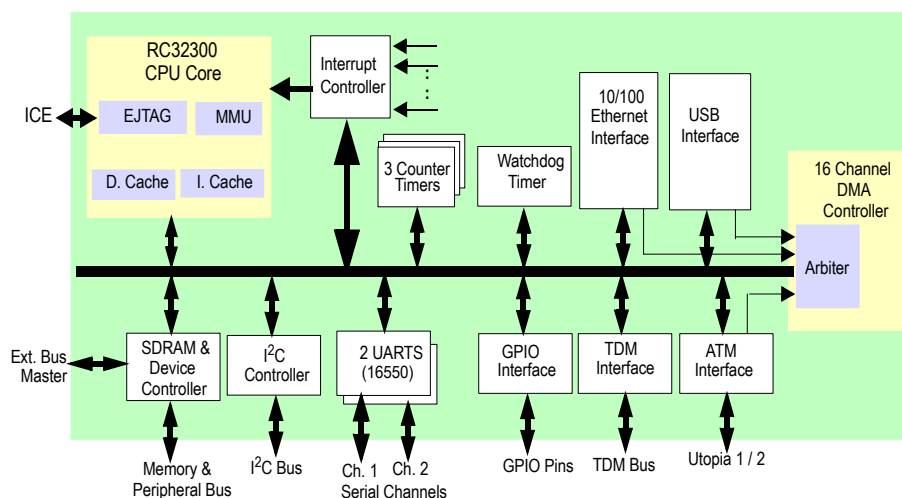 RC32300
CPU Core
EJTAG
MMU
D. Cache
I. Cache
ICE
Interrupt
Controller
3 Counter
Timers
Watchdog
Timer
10/100
Ethernet
Interface
USB
Interface
16 Channel
DMA
Controller
Arbiter
Ext. Bus
Master
SDRAM &
Device
Controller
I²C
Controller
2 UARTS
(16550)
GPIO
Interface
TDM
Interface
ATM
Interface
Memory &
Peripheral Bus
I²C Bus
Ch. 1
Ch. 2
Serial Channels
GPIO Pins
TDM Bus
Utopia 1 / 2